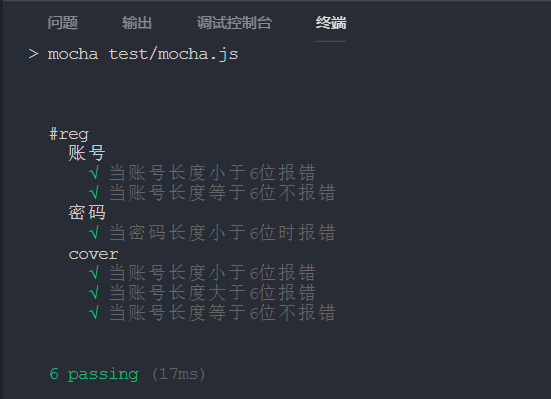 问题 输出 调试控制台 终端
> mocha test/mocha.js
#reg
账号
√ 当账号长度小于6位报错
√ 当账号长度等于6位不报错
密码
√ 当密码长度小于6位时报错
cover
√ 当账号长度小于6位报错
√ 当账号长度大于6位报错
√ 当账号长度等于6位不报错
6 passing (17ms)